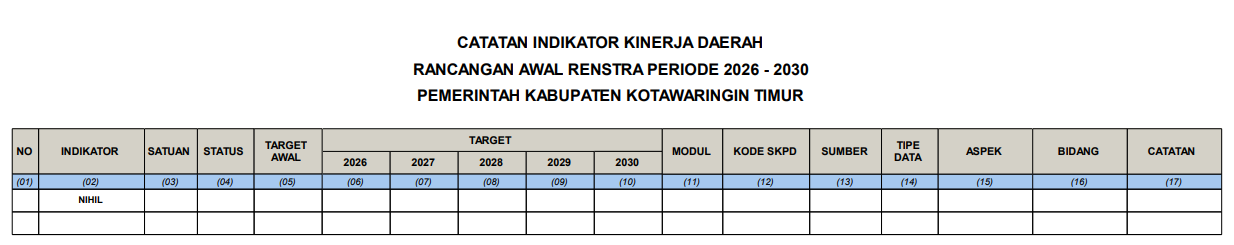 CATATAN INDIKATOR KINERJA DAERAH
RANCANGAN AWAL RENSTRA PERIODE 2026 - 2030
PEMERINTAH KABUPATEN KOTAWARINGIN TIMUR
NO INDIKATOR SATUAN STATUS TARGET AWAL TARGET MODUL KODE SKPD SUMBER TIPE DATA ASPEK BIDANG CATATAN
2026 2027 2028 2029 2030
(01) (02) (03) (04) (05) (06) (07) (08) (09) (10) (11) (12) (13) (14) (15) (16) (17)
NIHIL